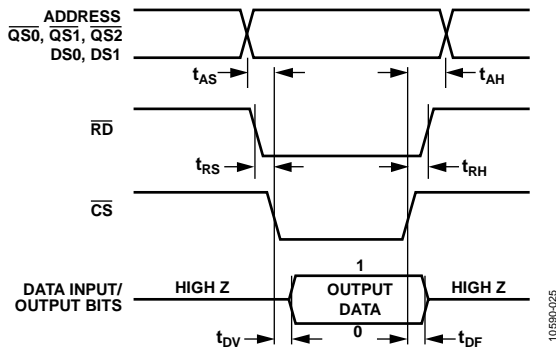 ADDRESS
QS0, QS1, QS2
DS0, DS1
tAS
tAH
RD
tRS
tRH
CS
1
DATA INPUT/
OUTPUT BITS
HIGH Z
OUTPUT
DATA
HIGH Z
0
tDV
tDF
10590-025